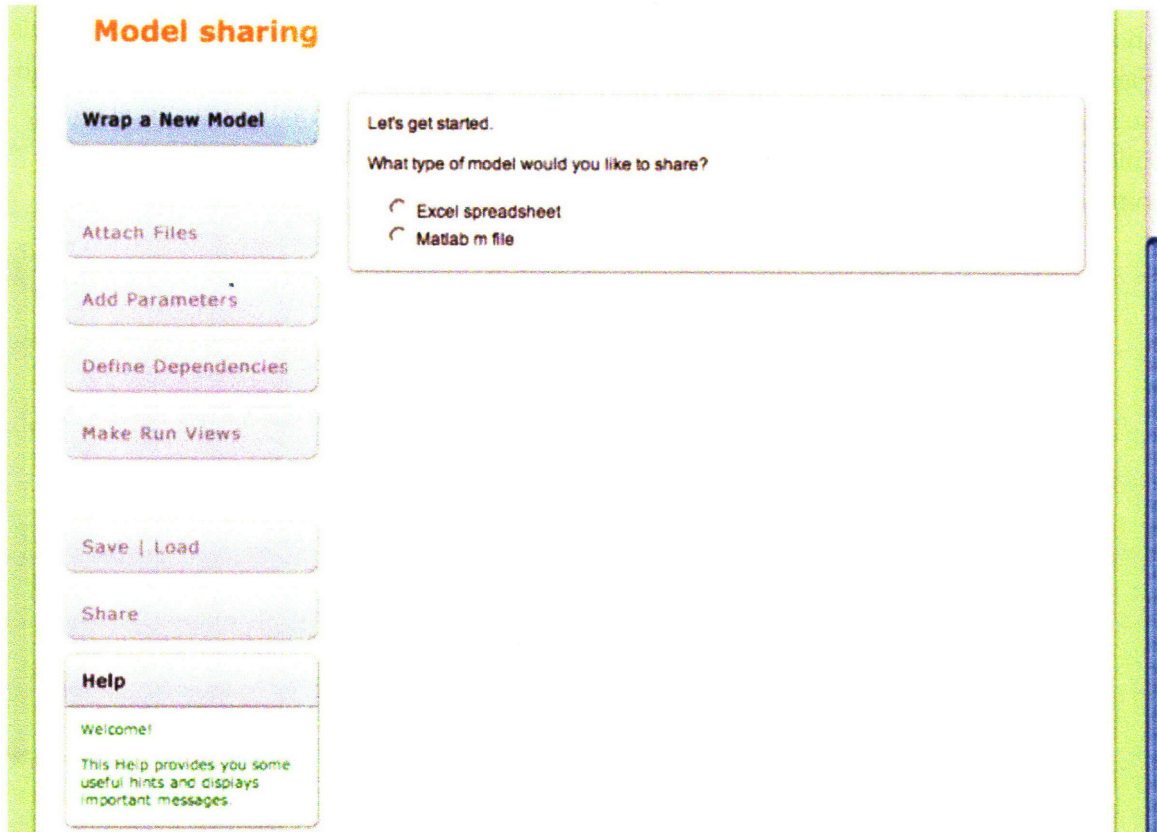 Model sharing
Wrap a New Model
Let's get started.
What type of model would you like to share?
Excel spreadsheet
Matlab m file
Attach Files
Add Parameters
Define Dependencies
Make Run Views
Save | Load
Share
Help
Welcome!
This Help provides you some
useful hints and displays
important messages.